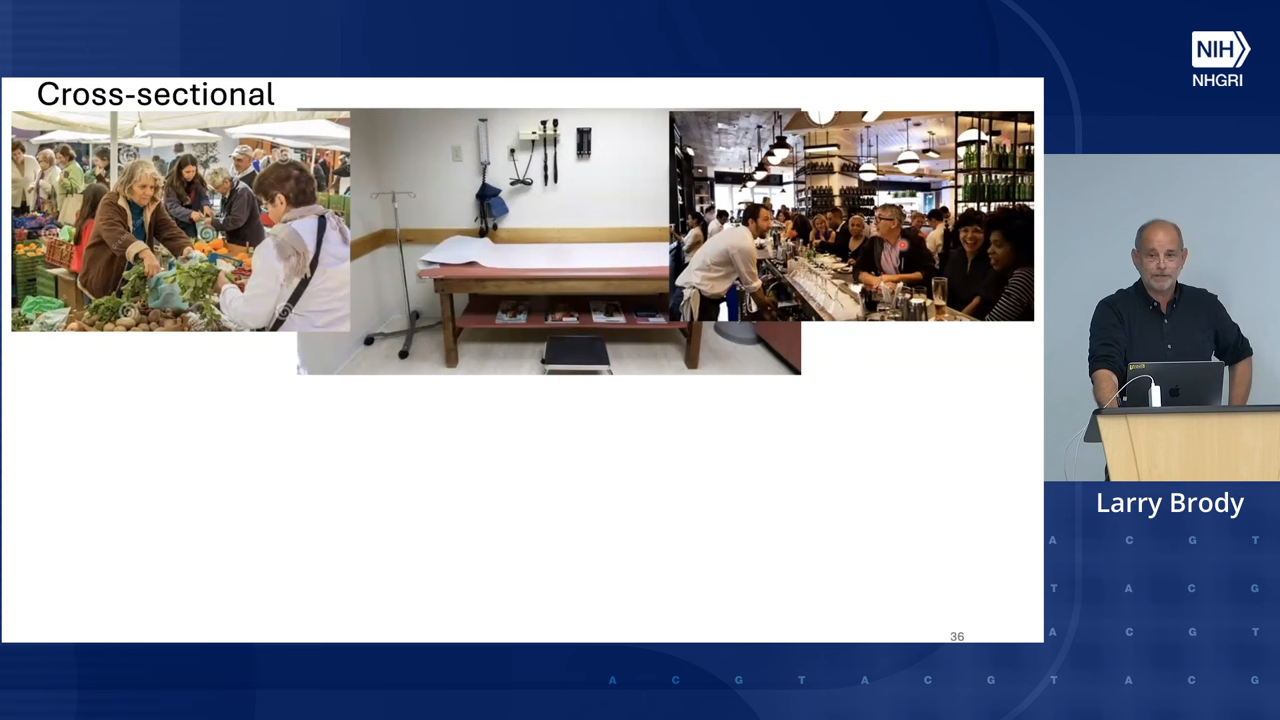 NIH
NHGRI
Cross-sectional
Larry Brody
36
A C G T
T A C G
A C G T
A C G T A C G T A C G